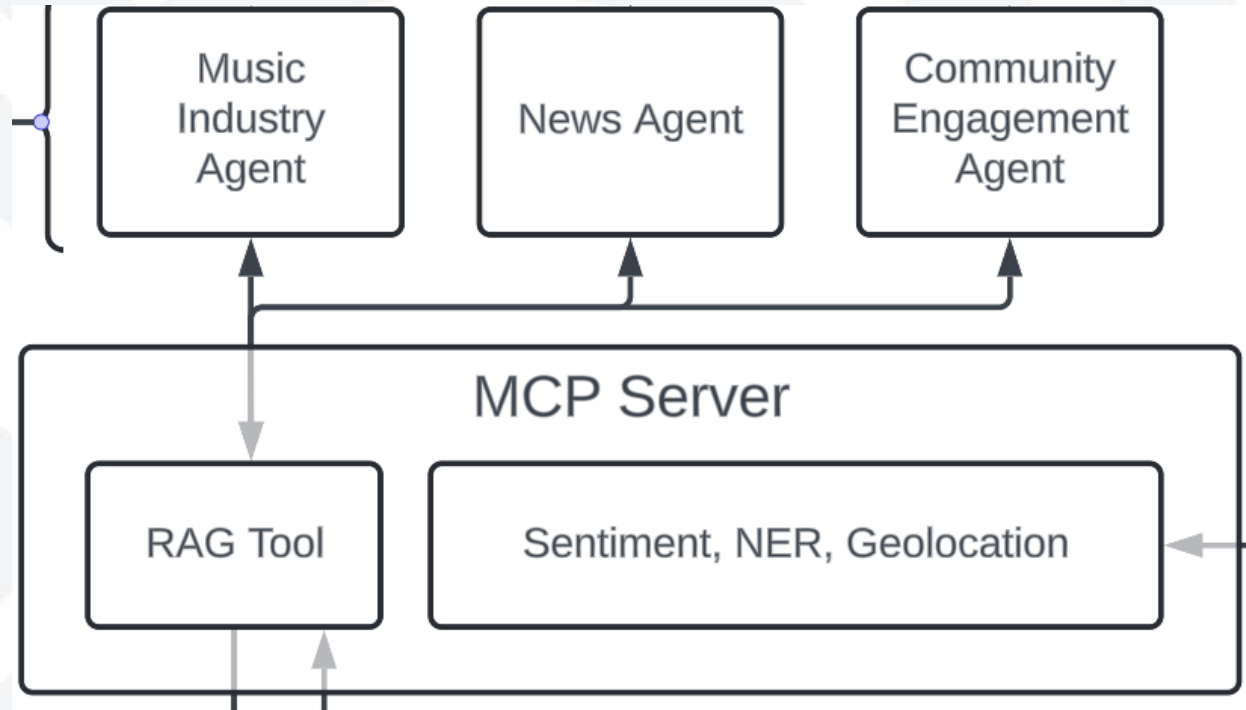 Music
Industry
Agent
News Agent
Community
Engagement
Agent
MCP Server
RAG Tool
Sentiment, NER, Geolocation